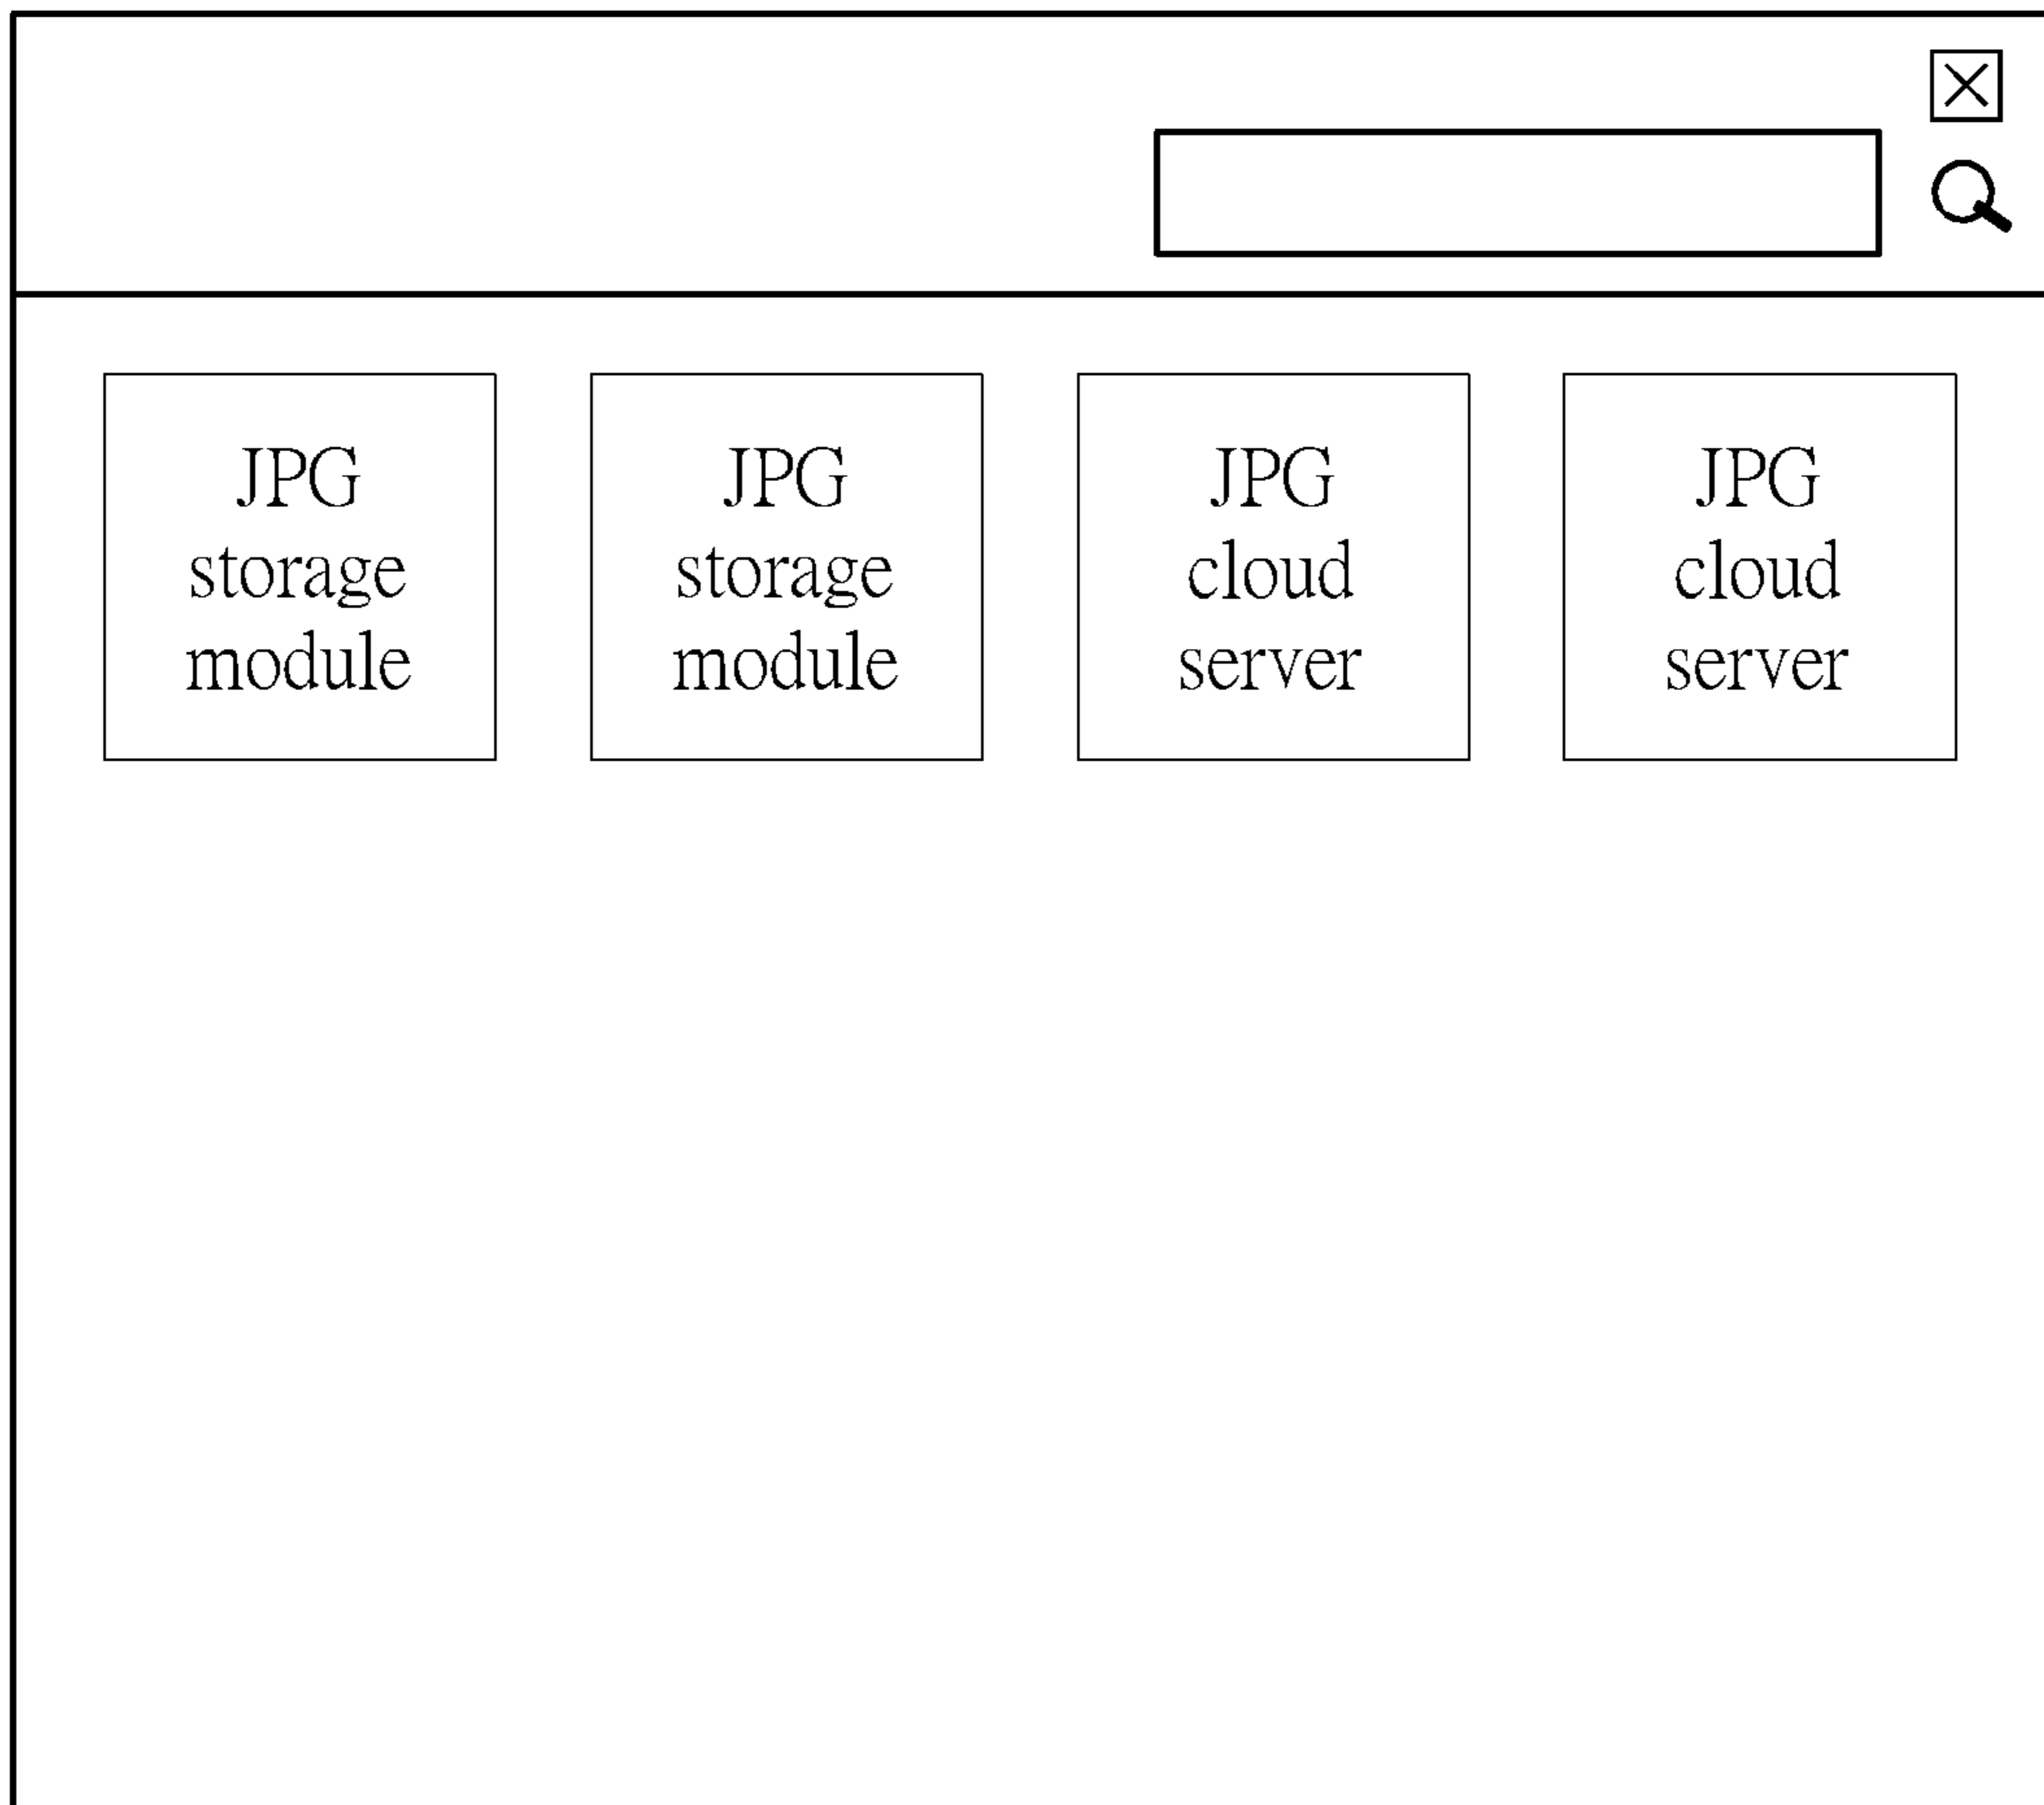 JPG
storage
module
JPG
storage
module
JPG
cloud
server
JPG
cloud
server